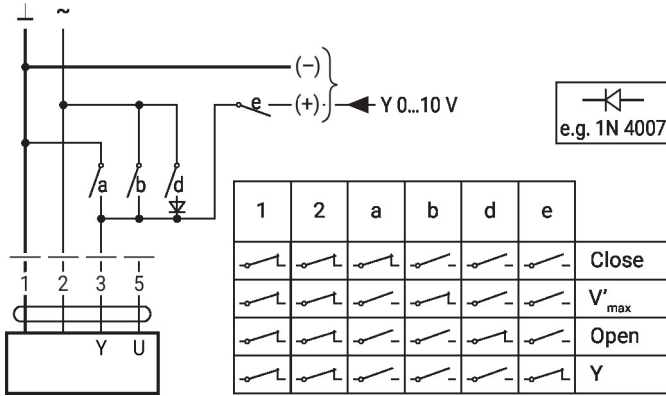 ⊥ ~
(–)
e (+) Y 0...10 V
e.g. 1N 4007
a b d
1 2 a b d e
Close
V'max
Open
Y
1 2 3 5
Y U